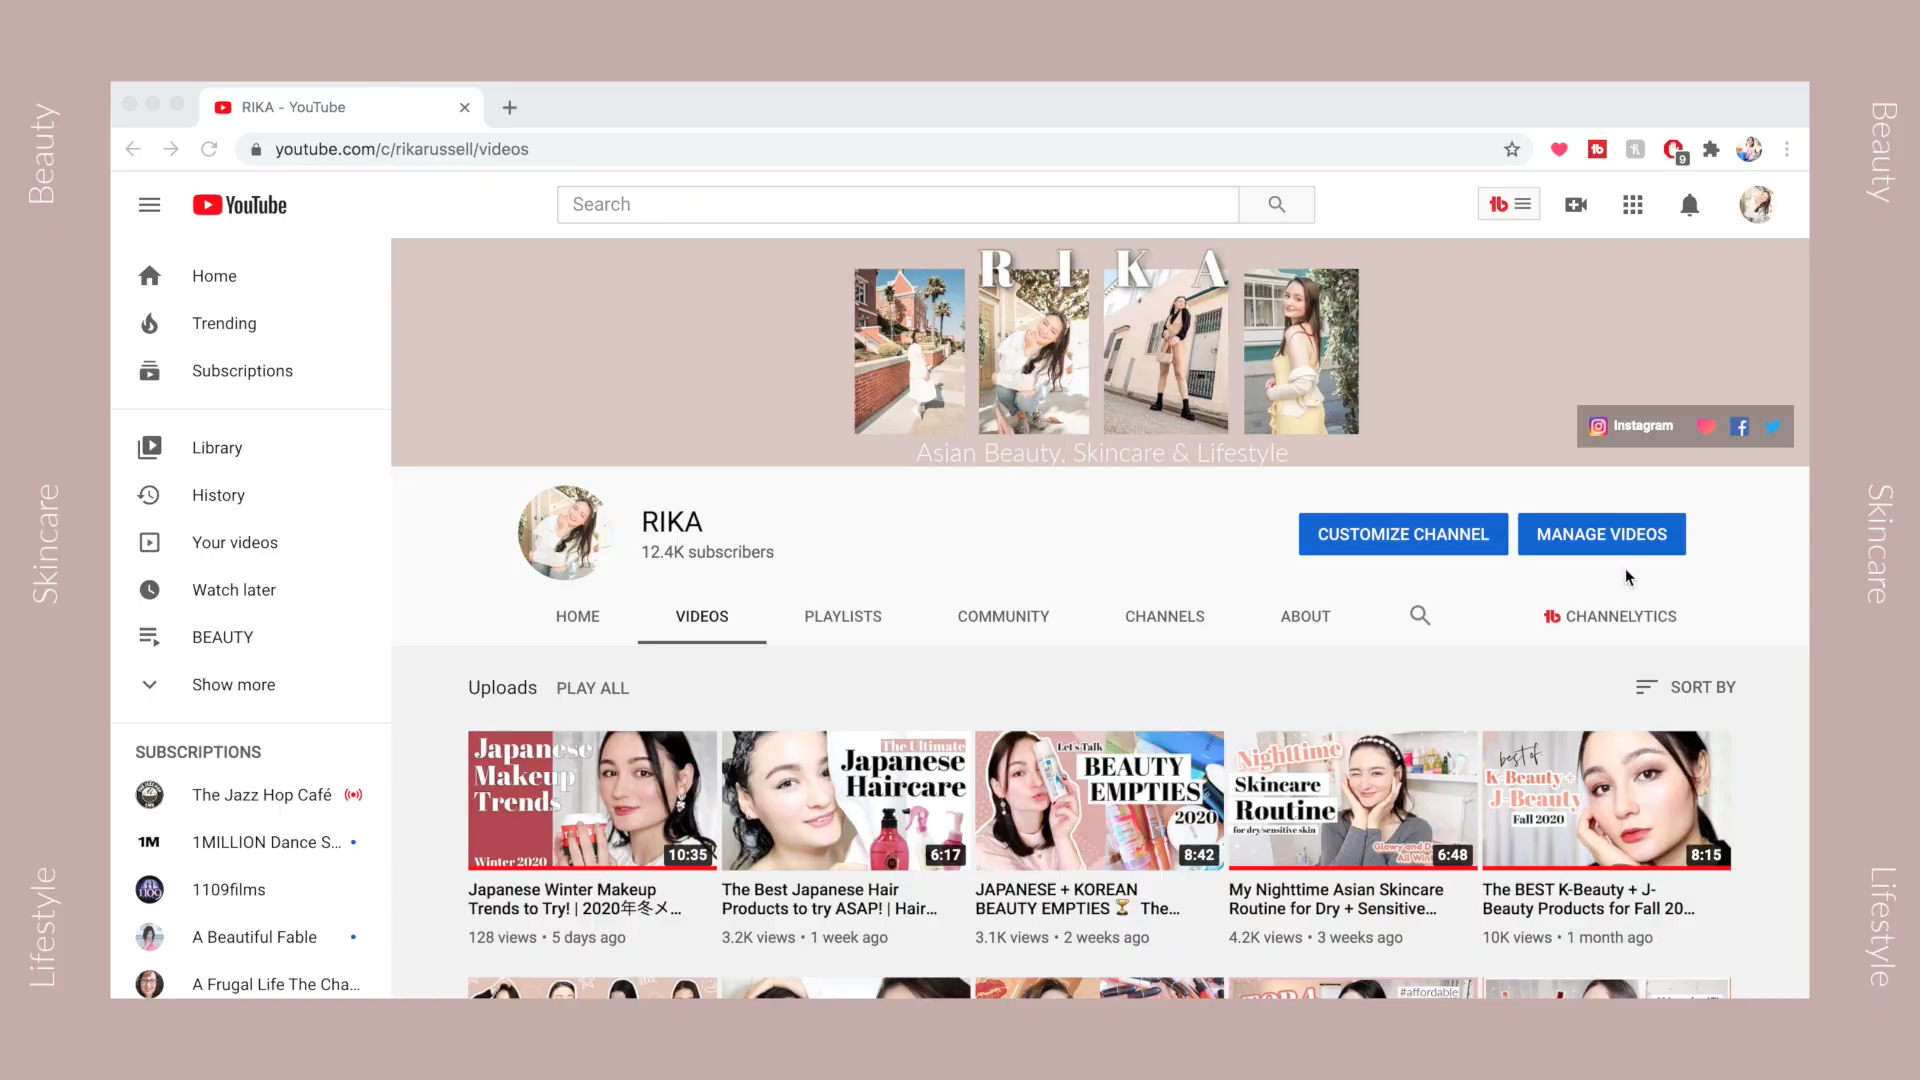 RIKA - YouTube
youtube.com/c/rikarussell/videos
9
YouTube
Search
tb
Home
Trending
Subscriptions
Library
History
Your videos
Watch later
BEAUTY
Show more
SUBSCRIPTIONS
The Jazz Hop Café
1M
1MILLION Dance S...
1109films
A Beautiful Fable
A Frugal Life The Cha...
R I K A
Asian Beauty, Skincare & Lifestyle
Instagram
RIKA
12.4K subscribers
CUSTOMIZE CHANNEL
MANAGE VIDEOS
HOME
VIDEOS
PLAYLISTS
COMMUNITY
CHANNELS
ABOUT
tb CHANNELYTICS
Uploads
PLAY ALL
SORT BY
Japanese
Makeup
Trends
Winter 2020
10:35
Japanese Winter Makeup
Trends to Try! | 2020年冬メ...
128 views • 5 days ago
The Ultimate
Japanese
Haircare
6:17
The Best Japanese Hair
Products to try ASAP! | Hair...
3.2K views • 1 week ago
Let's Talk
BEAUTY
EMPTIES
2020
8:42
JAPANESE + KOREAN
BEAUTY EMPTIES 🏆 The...
3.1K views • 2 weeks ago
Nighttime
Skincare
Routine
for dry/sensitive skin
Glowy and
6:48
My Nighttime Asian Skincare
Routine for Dry + Sensitive...
4.2K views • 3 weeks ago
best of
K-Beauty +
J-Beauty
Fall 2020
8:15
The BEST K-Beauty + J-
Beauty Products for Fall 20...
10K views • 1 month ago
#affordable
Beauty
Skincare
Lifestyle
Beauty
Skincare
Lifestyle